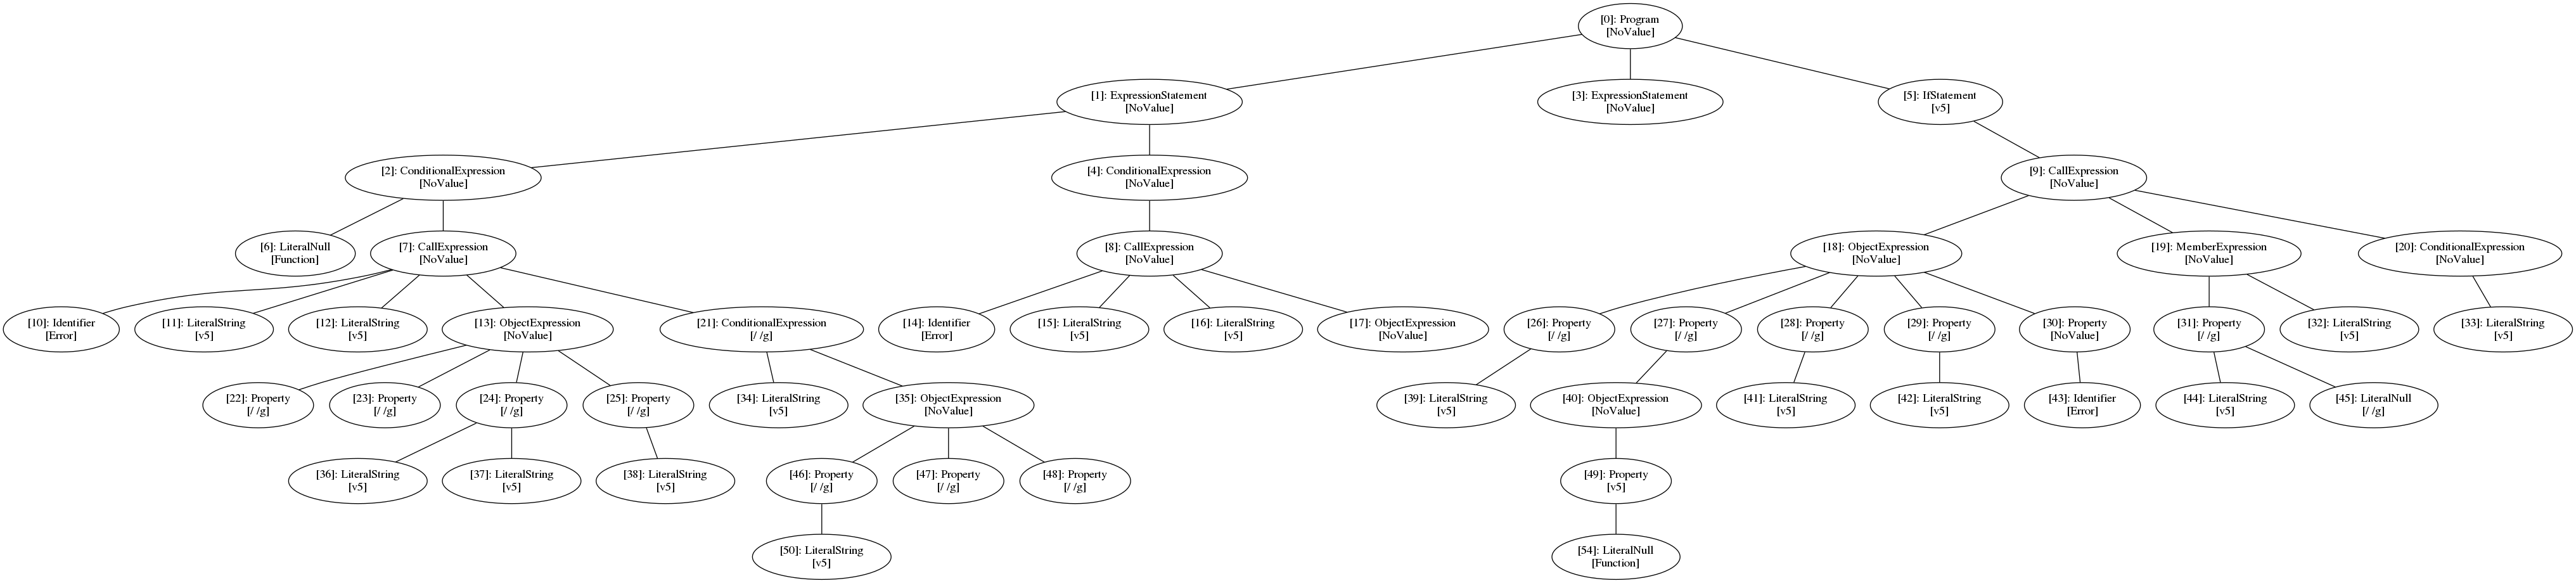 [0]: Program
[NoValue]
[1]: ExpressionStatement
[NoValue]
[3]: ExpressionStatement
[NoValue]
[5]: IfStatement
[v5]
[2]: ConditionalExpression
[NoValue]
[4]: ConditionalExpression
[NoValue]
[9]: CallExpression
[NoValue]
[6]: LiteralNull
[Function]
[7]: CallExpression
[NoValue]
[8]: CallExpression
[NoValue]
[18]: ObjectExpression
[NoValue]
[19]: MemberExpression
[NoValue]
[20]: ConditionalExpression
[NoValue]
[10]: Identifier
[Error]
[11]: LiteralString
[v5]
[12]: LiteralString
[v5]
[13]: ObjectExpression
[NoValue]
[21]: ConditionalExpression
[/ /g]
[14]: Identifier
[Error]
[15]: LiteralString
[v5]
[16]: LiteralString
[v5]
[17]: ObjectExpression
[NoValue]
[26]: Property
[/ /g]
[27]: Property
[/ /g]
[28]: Property
[/ /g]
[29]: Property
[/ /g]
[30]: Property
[NoValue]
[31]: Property
[/ /g]
[32]: LiteralString
[v5]
[33]: LiteralString
[v5]
[22]: Property
[/ /g]
[23]: Property
[/ /g]
[24]: Property
[/ /g]
[25]: Property
[/ /g]
[34]: LiteralString
[v5]
[35]: ObjectExpression
[NoValue]
[39]: LiteralString
[v5]
[40]: ObjectExpression
[NoValue]
[41]: LiteralString
[v5]
[42]: LiteralString
[v5]
[43]: Identifier
[Error]
[44]: LiteralString
[v5]
[45]: LiteralNull
[/ /g]
[36]: LiteralString
[v5]
[37]: LiteralString
[v5]
[38]: LiteralString
[v5]
[46]: Property
[/ /g]
[47]: Property
[/ /g]
[48]: Property
[/ /g]
[49]: Property
[v5]
[50]: LiteralString
[v5]
[54]: LiteralNull
[Function]